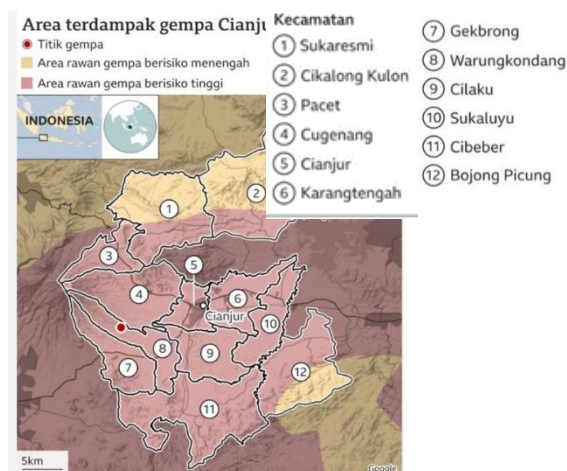 Area terdampak gempa Cianju
Titik gempa
Area rawan gempa berisiko menengah
Area rawan gempa berisiko tinggi
INDONESIA
Kecamatan
1 Sukaresmi
2 Cikalong Kulon
3 Pacet
4 Cugenang
5 Cianjur
6 Karangtengah
7 Gekbrong
8 Warungkondang
9 Cilaku
10 Sukaluyu
11 Cibeber
12 Bojong Picung
1
2
3
5
4
6
Cianjur
10
8
9
7
12
11
5km
Google